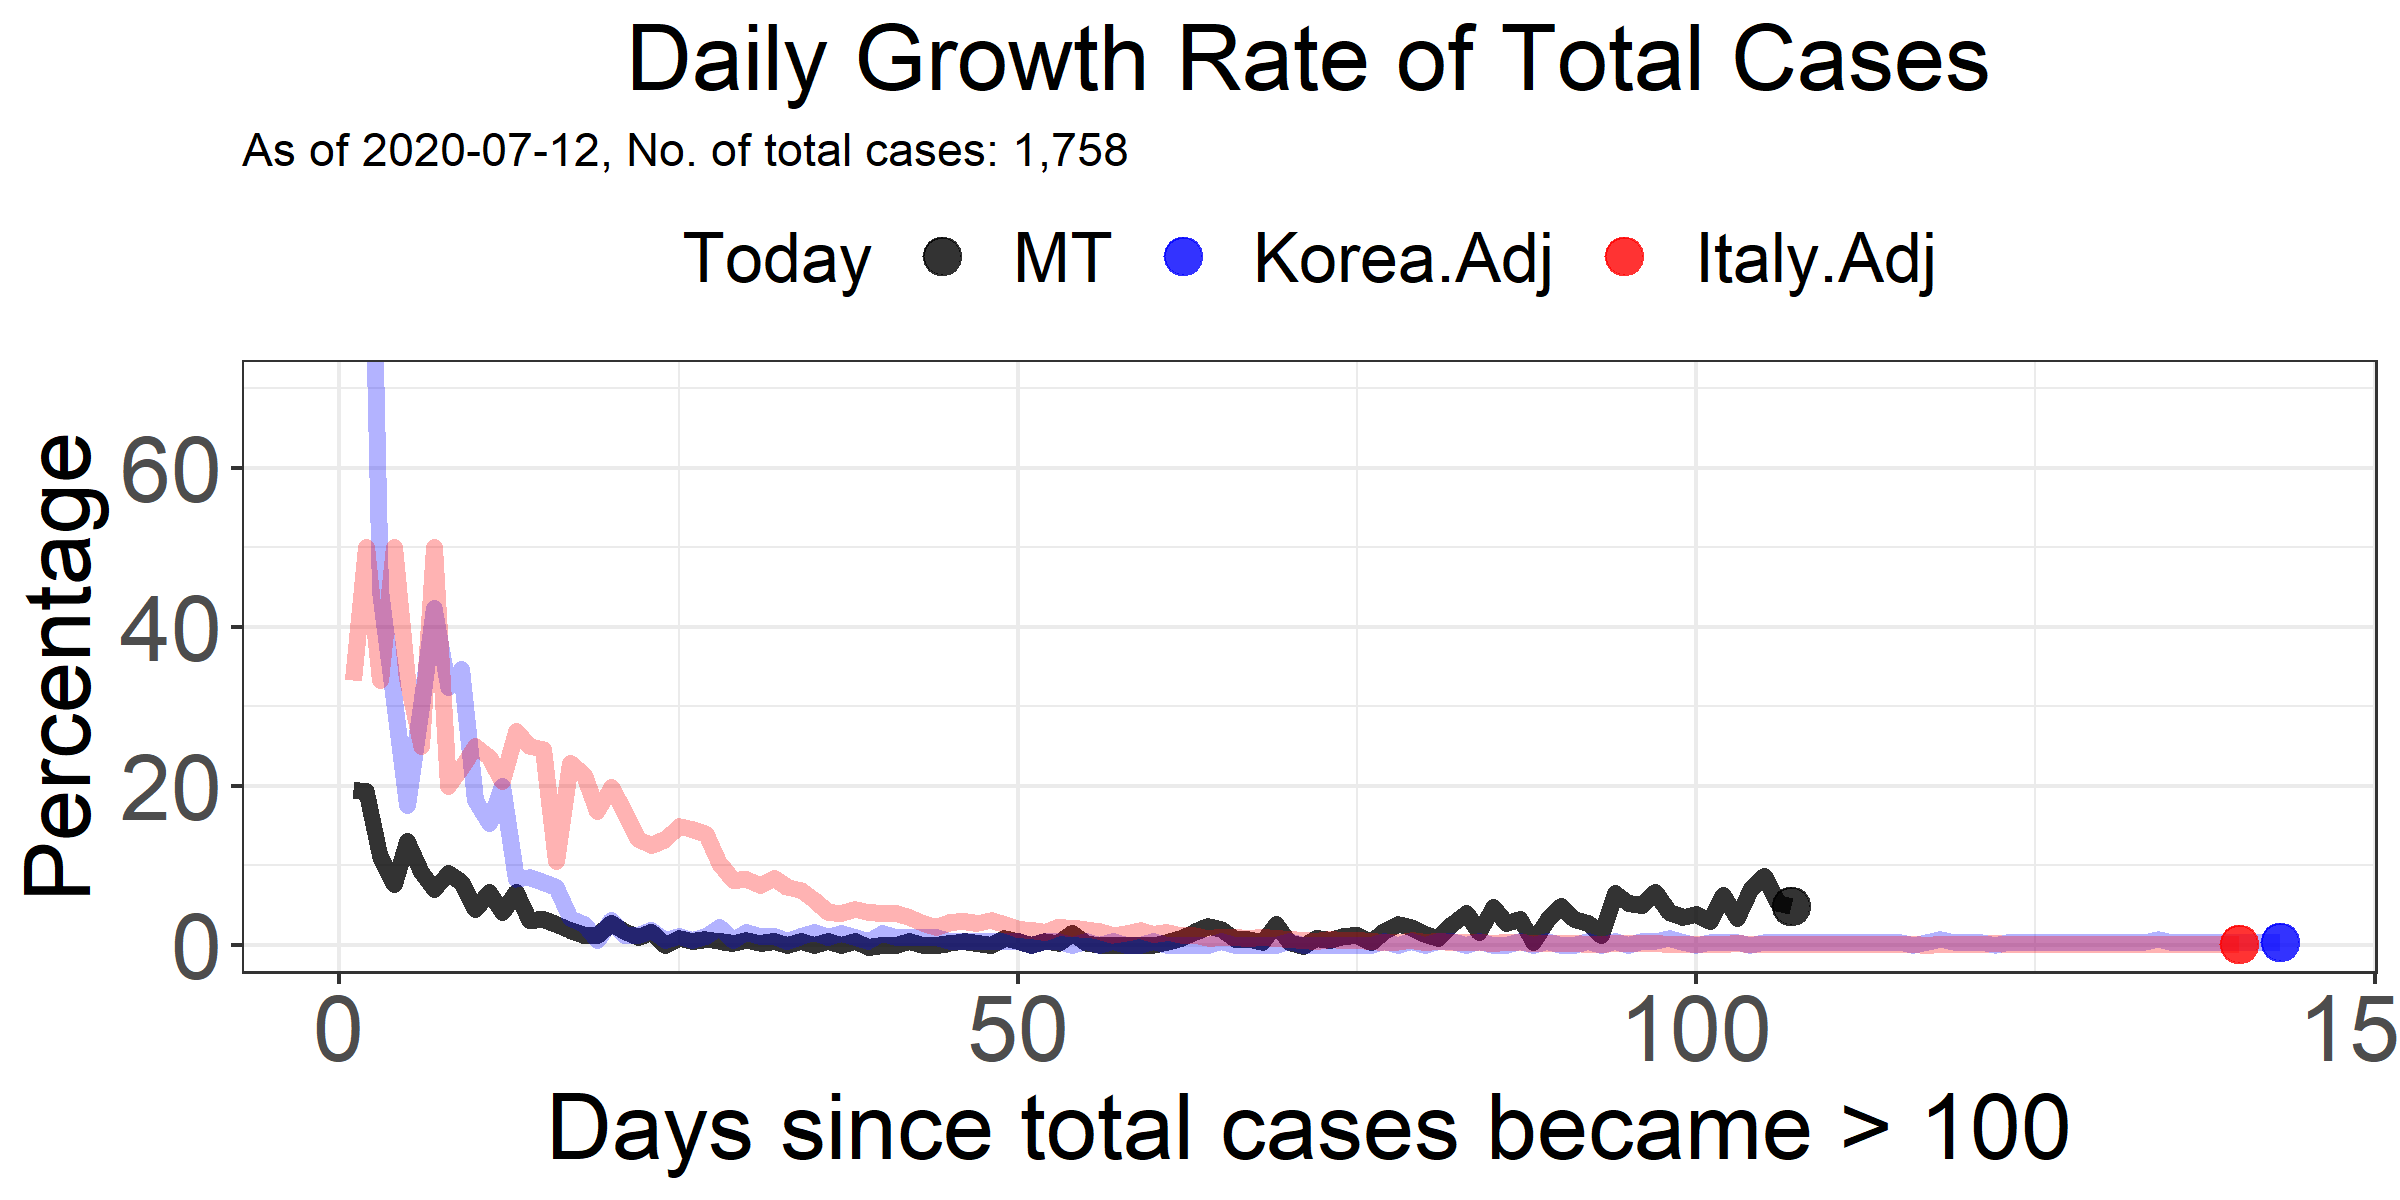 Daily Growth Rate of Total Cases
As of 2020-07-12, No. of total cases: 1,758
Today MT Korea.Adj Italy.Adj
Percentage
60
40
20
0
0 50 100 15
Days since total cases became > 100